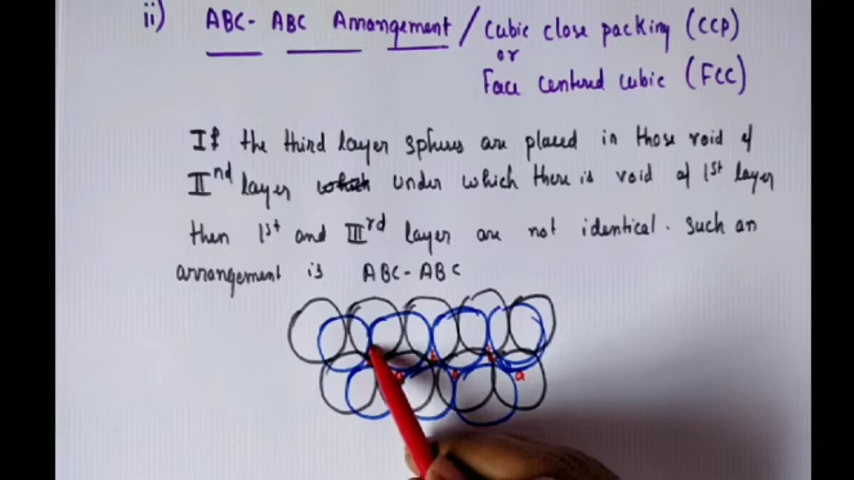 ii) ABC- ABC Arrangement / Cubic close packing (CCP)
or
Face centered cubic (FCC)
If the third layer spheres are placed in those void of
IInd layer under which there is void of 1st layer
then 1st and IIIrd layer are not identical. Such an
arrangement is ABC-ABC
a